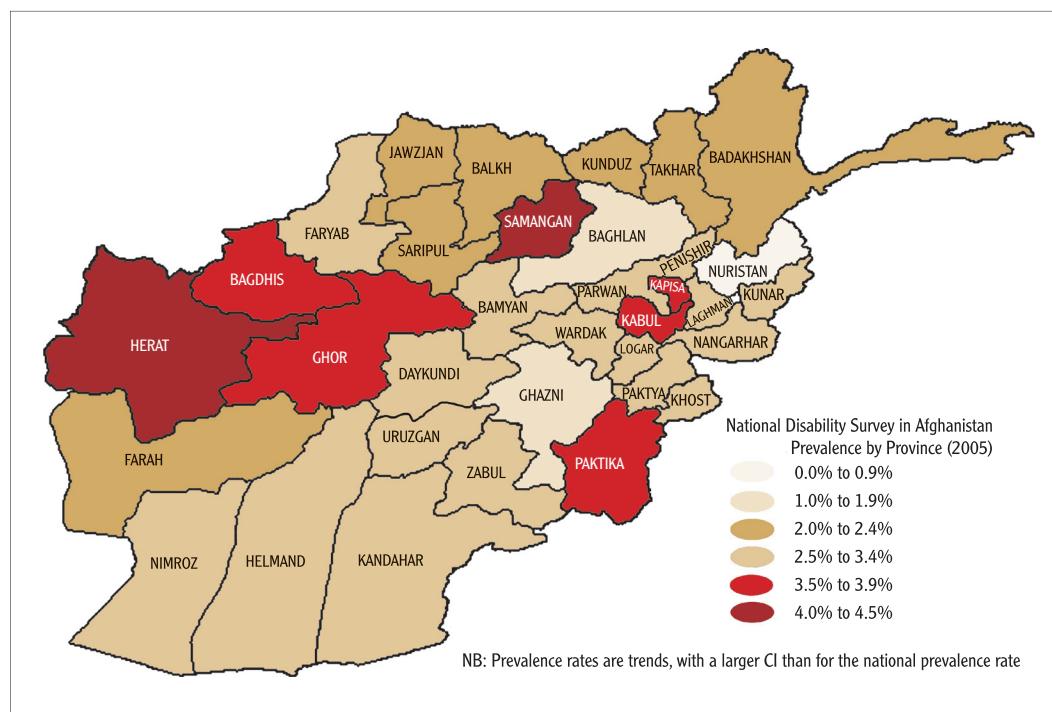 JAWZJAN
BALKH
KUNDUZ
TAKHAR
BADAKHSHAN
FARYAB
SARIPUL
SAMANGAN
BAGHLAN
PENJSHIR
NURISTAN
BAGDHIS
BAMYAN
PARWAN
KAPISA
KUNAR
LAGHMAN
HERAT
GHOR
WARDAK
KABUL
LOGAR
NANGARHAR
DAYKUNDI
GHAZNI
PAKTYA
KHOST
FARAH
URUZGAN
ZABUL
PAKTIKA
NIMROZ
HELMAND
KANDAHAR
National Disability Survey in Afghanistan
Prevalence by Province (2005)
0.0% to 0.9%
1.0% to 1.9%
2.0% to 2.4%
2.5% to 3.4%
3.5% to 3.9%
4.0% to 4.5%
NB: Prevalence rates are trends, with a larger CI than for the national prevalence rate